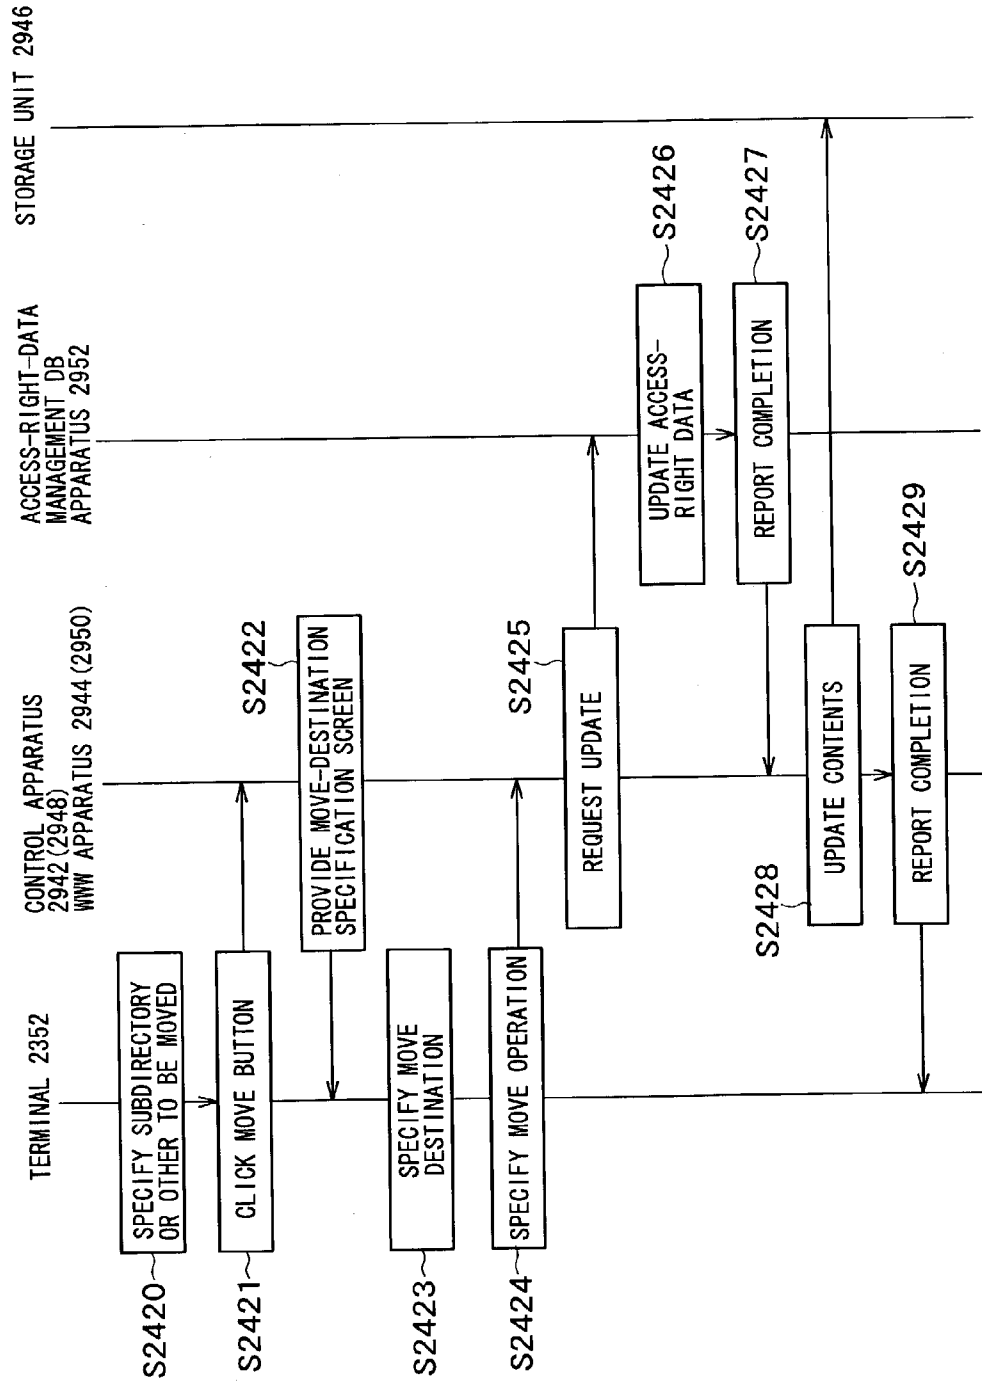 TERMINAL 2352
CONTROL APPARATUS
2942(2948)
WWW APPARATUS 2944(2950)
ACCESS-RIGHT-DATA
MANAGEMENT DB
APPARATUS 2952
STORAGE UNIT 2946
S2420
SPECIFY SUBDIRECTORY
OR OTHER TO BE MOVED
S2421
CLICK MOVE BUTTON
S2422
PROVIDE MOVE-DESTINATION
SPECIFICATION SCREEN
S2423
SPECIFY MOVE
DESTINATION
S2424
SPECIFY MOVE OPERATION
S2425
REQUEST UPDATE
S2426
UPDATE ACCESS-
RIGHT DATA
S2427
REPORT COMPLETION
S2428
UPDATE CONTENTS
S2429
REPORT COMPLETION